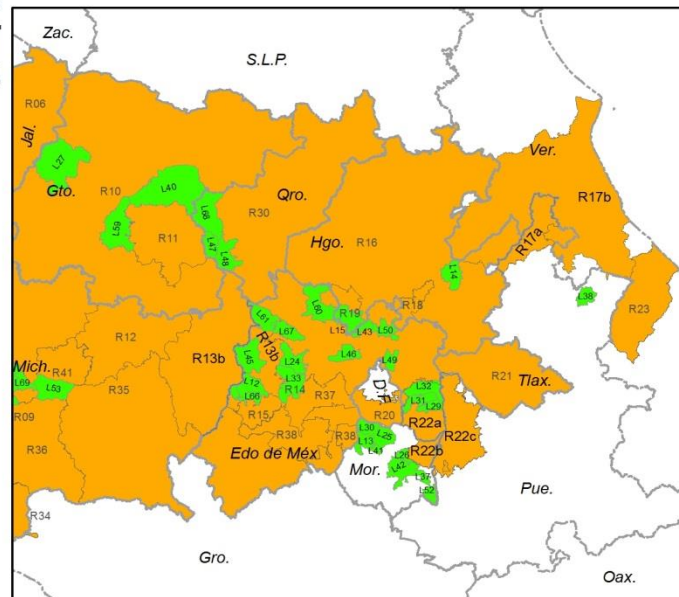 Zac.
S.L.P.
R06
Jal.
L27
Ver.
Gto.
R10
L40
L59
R11
L68
L47
L48
R30
Qro.
Hgo.
R16
R17b
R17a
L14
L38
R23
L60
R19
R18
L61
L67
L15
L43
L50
R12
R13b
R13b
L45
L24
L46
L49
Mich.
R41
L69
L53
R35
L12
L33
L66
R14
R37
D.F.
L32
L31
L29
R21
Tlax.
R09
R15
R20
R22a
R22c
R36
R38
R38
L30
L25
L13
L41
Edo de Méx
L26
R22b
L42
Mor.
L37
L52
Pue.
R34
Gro.
Oax.